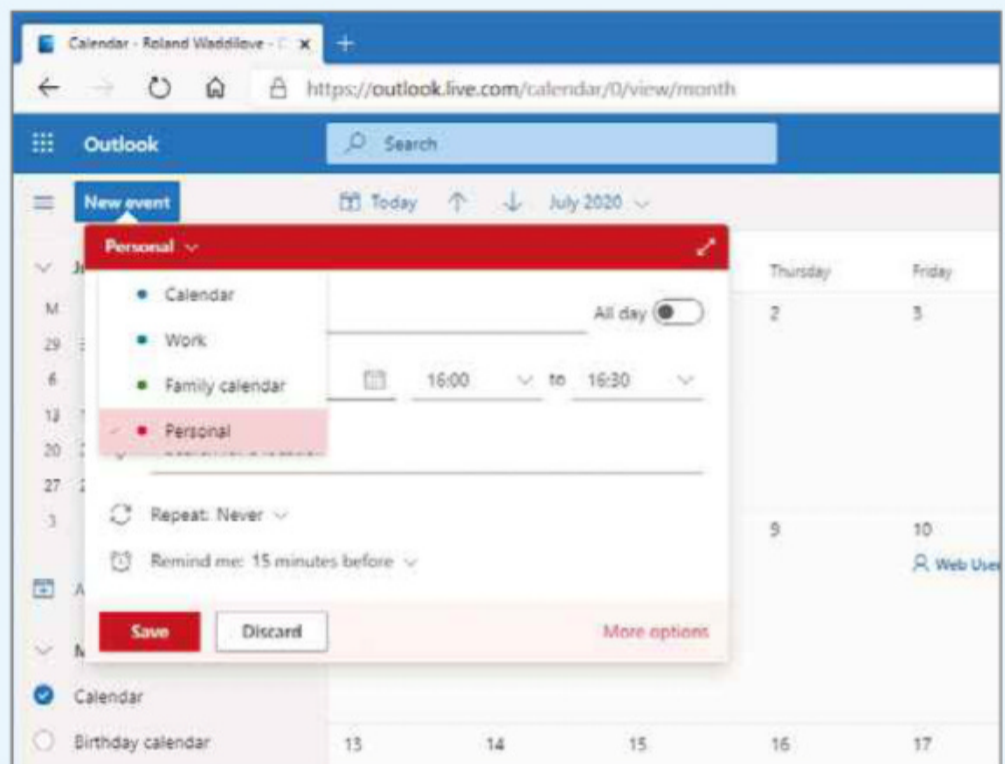 Calendar - Roland Waddilove -
https://outlook.live.com/calendar/0/view/month
Outlook
Search
New event
Today
July 2020
Personal
Thursday
Friday
Calendar
All day
M
2
3
Work
29
Family calendar
16:00
to
16:30
6
13
Personal
20
27
Repeat: Never
3
9
10
Remind me: 15 minutes before
Web User
A
Save
Discard
More options
M
Calendar
Birthday calendar
13
14
15
16
17